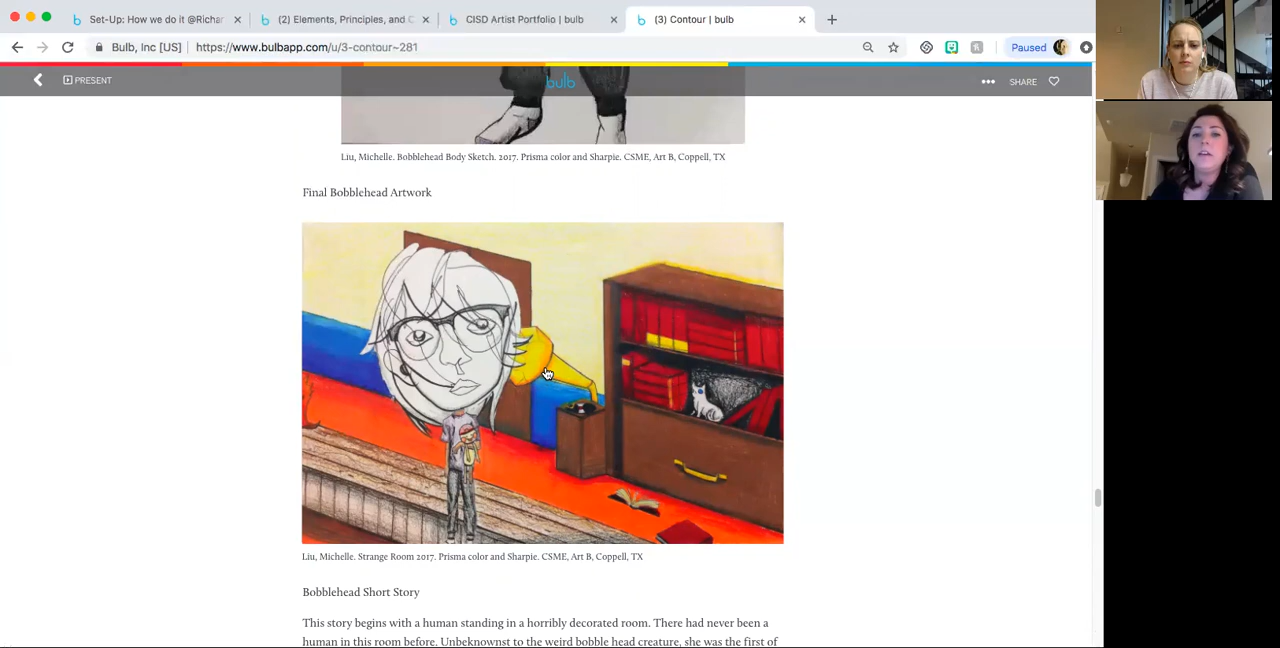 Set-Up: How we do it @Richar
(2) Elements, Principles, and C
CISD Artist Portfolio | bulb
(3) Contour | bulb
Bulb, Inc [US]
https://www.bulbapp.com/u/3-contour~281
Paused
PRESENT
bulb
SHARE
Liu, Michelle. Bobblehead Body Sketch. 2017. Prisma color and Sharpie. CSME, Art B, Coppell, TX
Final Bobblehead Artwork
Liu, Michelle. Strange Room 2017. Prisma color and Sharpie. CSME, Art B, Coppell, TX
Bobblehead Short Story
This story begins with a human standing in a horribly decorated room. There had never been a
human in this room before. Unbeknownst to the weird bobble head creature, she was the first of